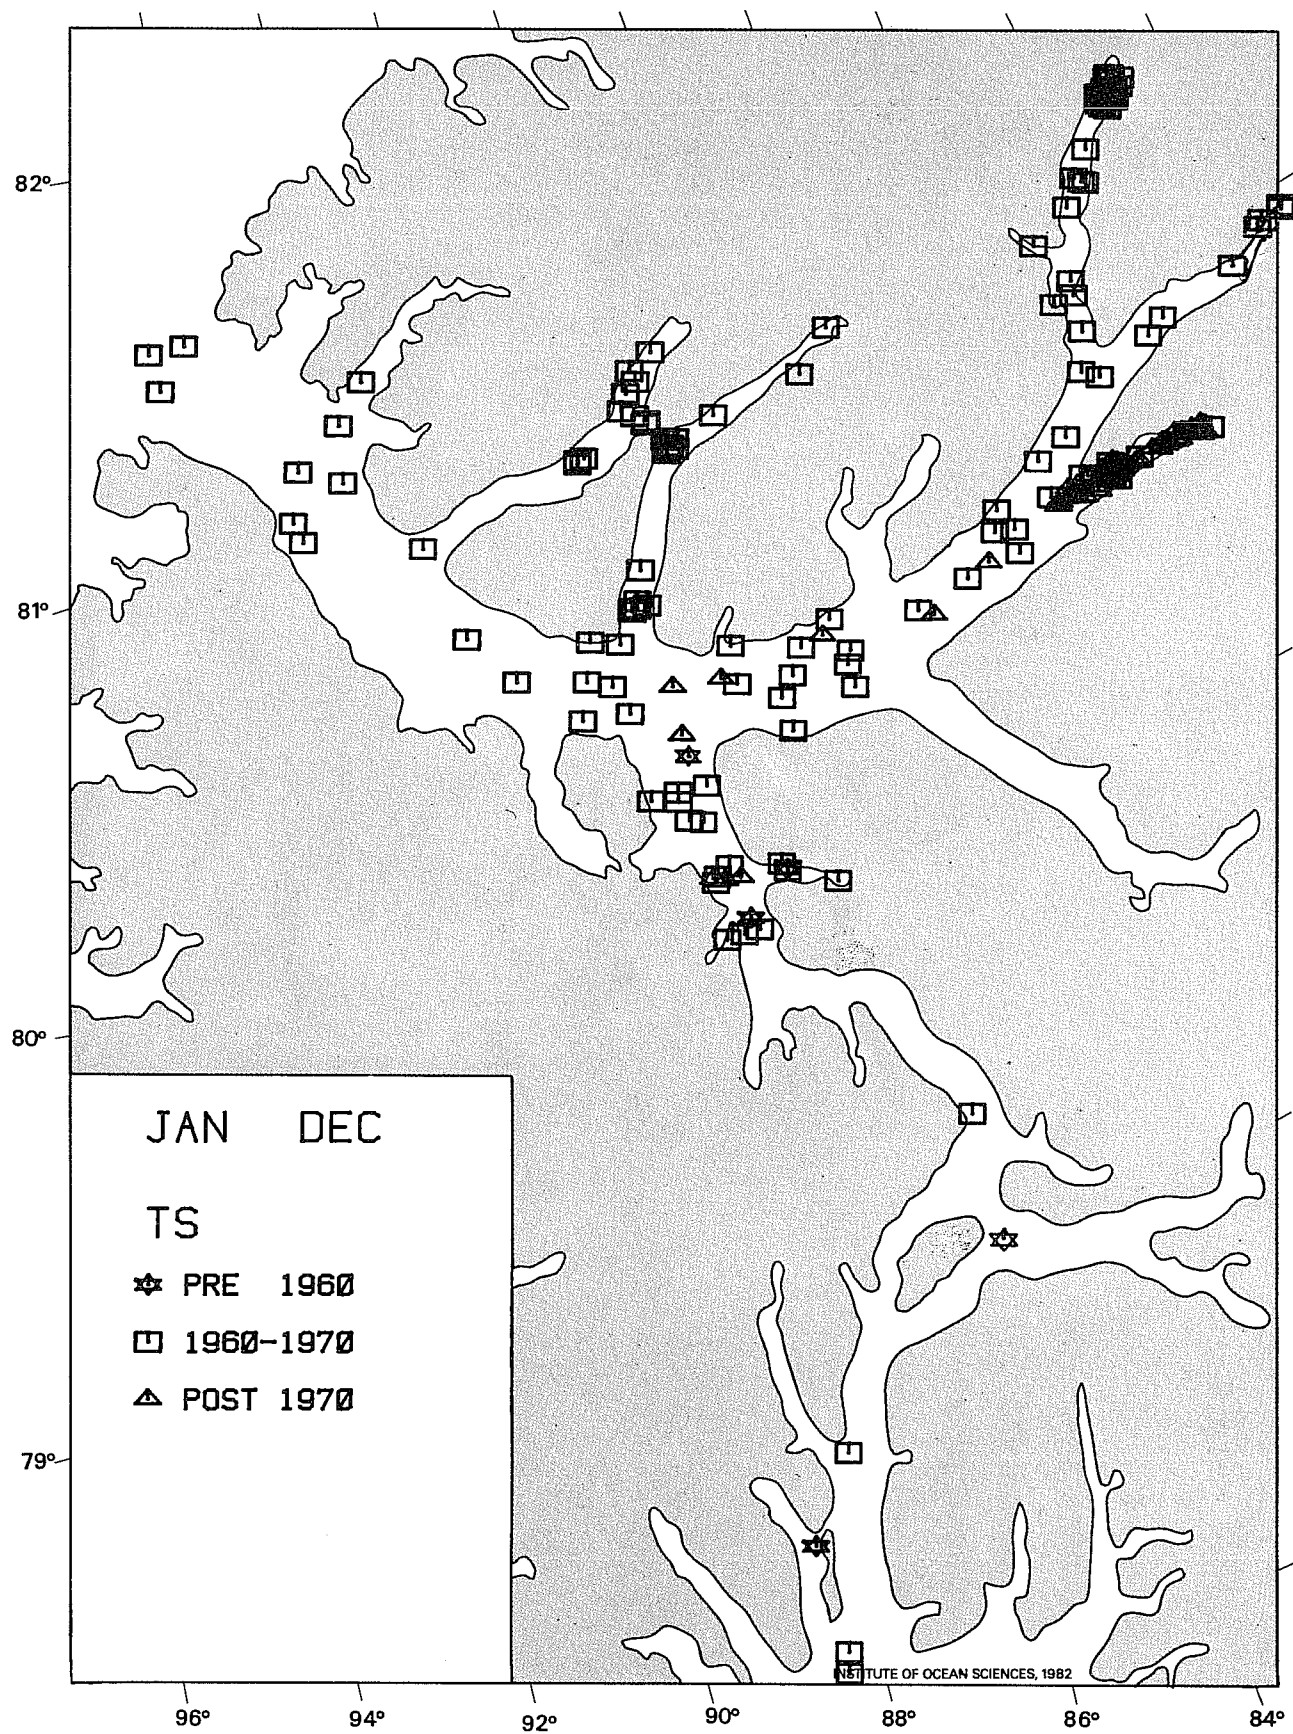 82°
81°
80°
79°
JAN DEC
TS
PRE 1960
1960-1970
POST 1970
INSTITUTE OF OCEAN SCIENCES, 1982
96° 94° 92° 90° 88° 86° 84°